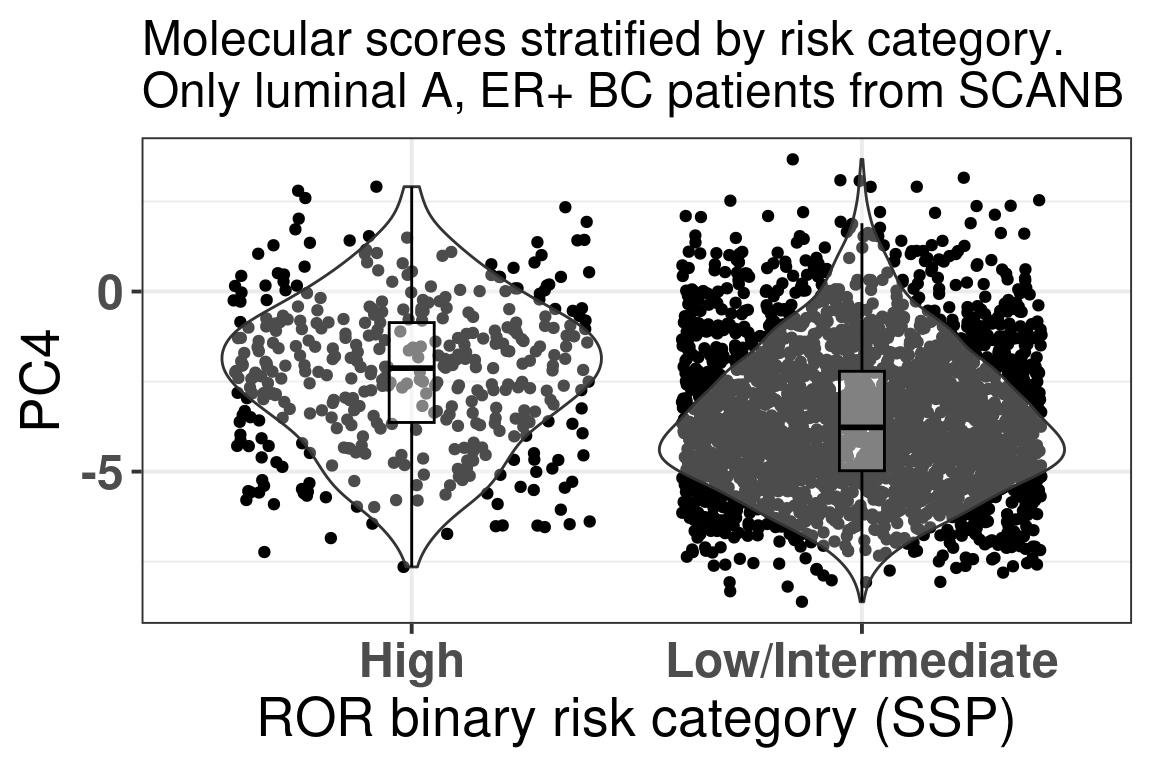 Molecular scores stratified by risk category.
Only luminal A, ER+ BC patients from SCANB
PC4
0
-5
High
Low/Intermediate
ROR binary risk category (SSP)